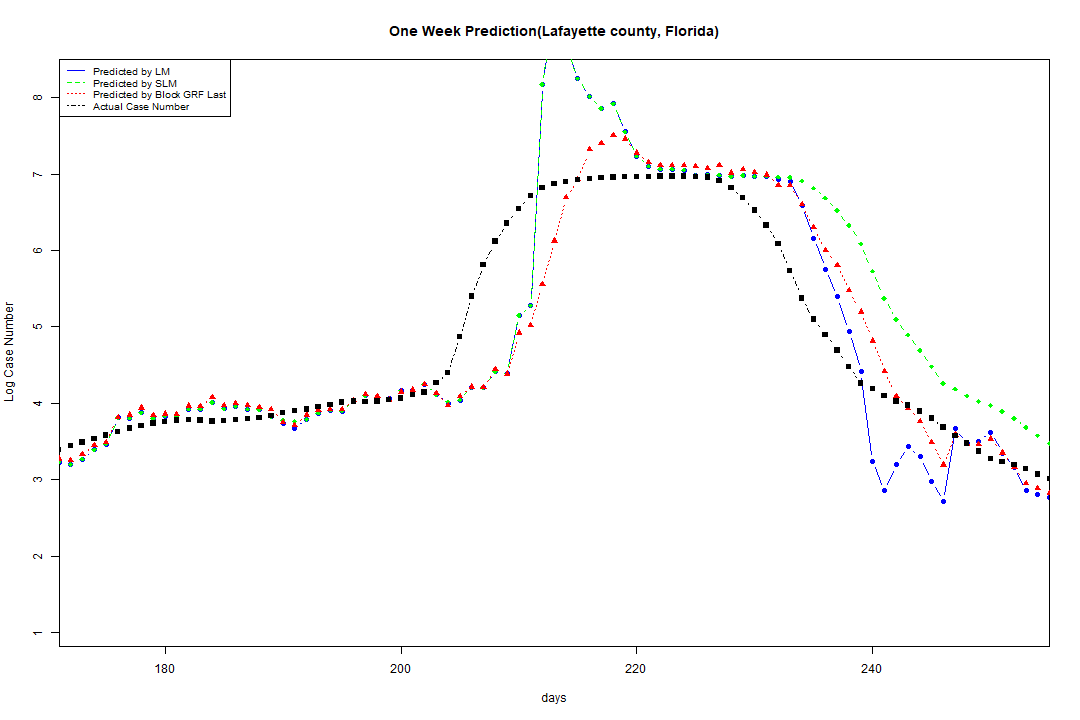 One Week Prediction(Lafayette county, Florida)
Predicted by LM
Predicted by SLM
Predicted by Block GRF Last
Actual Case Number
8
7
6
5
4
3
2
1
Log Case Number
180 200 220 240
days